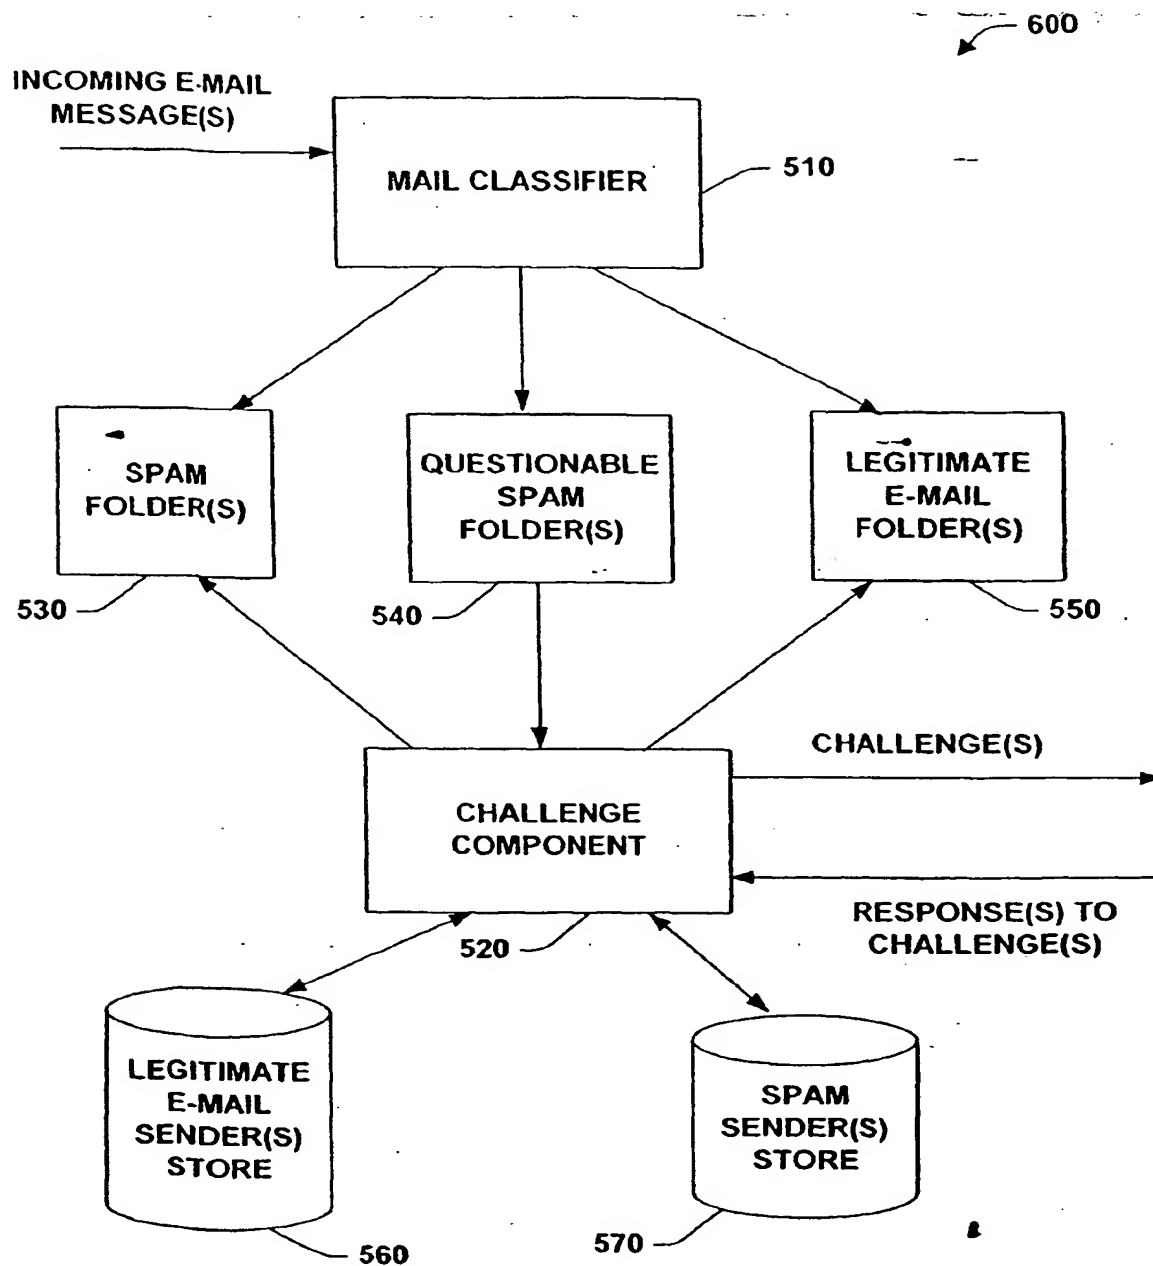 600
INCOMING E-MAIL
MESSAGE(S)
MAIL CLASSIFIER
510
SPAM
FOLDER(S)
530
QUESTIONABLE
SPAM
FOLDER(S)
540
LEGITIMATE
E-MAIL
FOLDER(S)
550
CHALLENGE(S)
CHALLENGE
COMPONENT
520
RESPONSE(S) TO
CHALLENGE(S)
LEGITIMATE
E-MAIL
SENDER(S)
STORE
560
SPAM
SENDER(S)
STORE
570